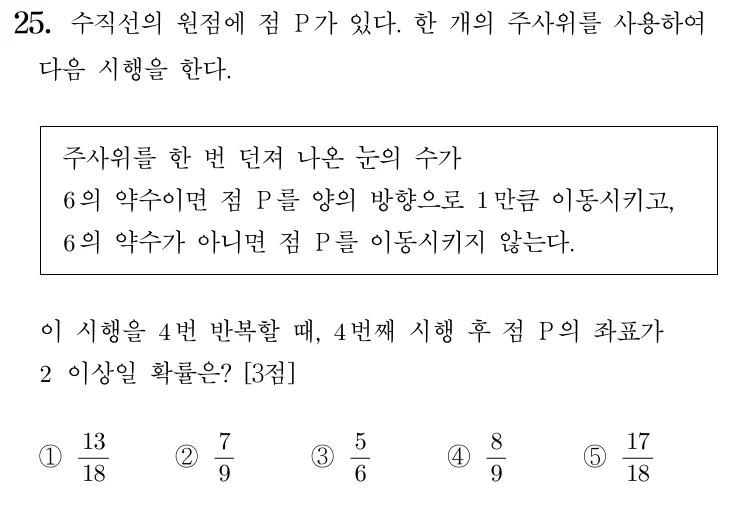 25. 수직선의 원점에 점 P가 있다. 한 개의 주사위를 사용하여
다음 시행을 한다.
주사위를 한 번 던져 나온 눈의 수가
6의 약수이면 점 P를 양의 방향으로 1만큼 이동시키고,
6의 약수가 아니면 점 P를 이동시키지 않는다.
이 시행을 4번 반복할 때, 4번째 시행 후 점 P의 좌표가
2 이상일 확률은? [3점]
① 13/18 ② 7/9 ③ 5/6 ④ 8/9 ⑤ 17/18